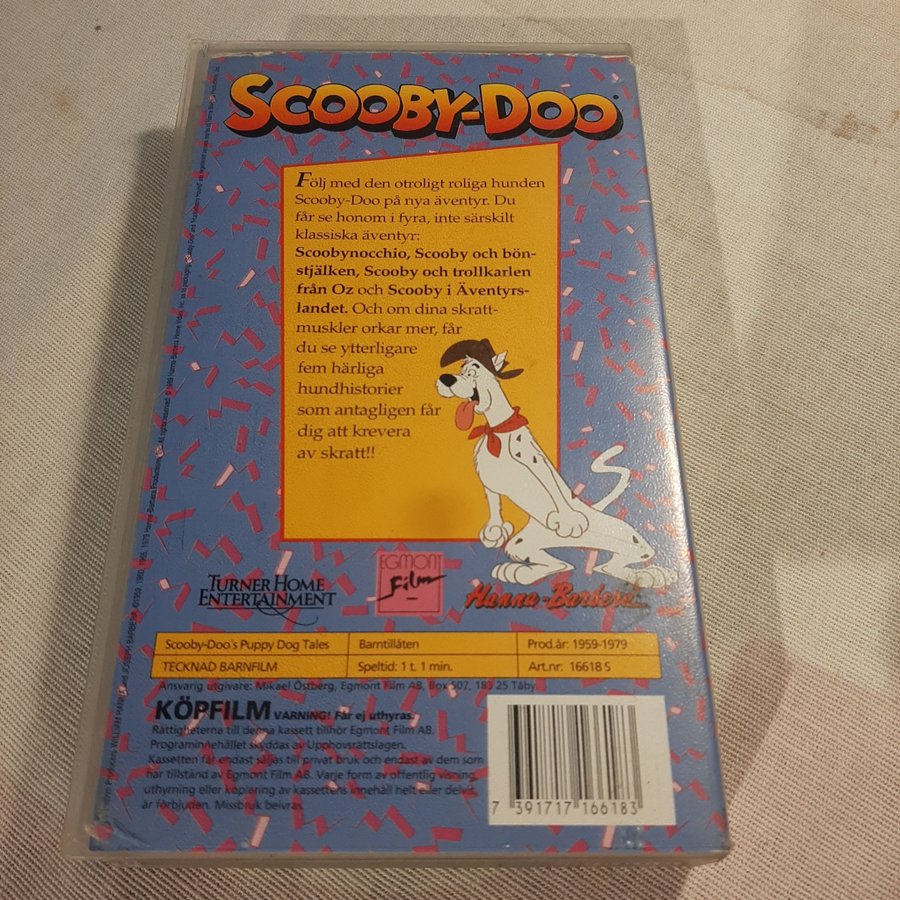 SCOOBY-DOO
Följ med den otroligt roliga hunden
Scooby-Doo på nya äventyr. Du
får se honom i fyra, inte särskilt
klassiska äventyr:
Scoobynocchio, Scooby och bön-
stjälken, Scooby och trollkarlen
från Oz och Scooby i Äventyrs-
landet. Och om dina skratt-
muskler orkar mer, får
du se ytterligare
fem härliga
hundhistorier
som antagligen får
dig att krevera
av skratt!!
TURNER HOME
ENTERTAINMENT
EGMONT
Film
Hanna-Barbera
Scooby-Doo's Puppy Dog Tales
Barntillåten
Prod.år: 1959-1979
TECKNAD BARNFILM
Speltid: 1 t. 1 min.
Art.nr: 16618 S
Ansvarig utgivare: Mikael Östberg, Egmont Film AB, Box 507, 183 25 Täby.
KÖPFILM VARNING! Får ej uthyras.
Rättigheterna till denna kassett tillhör Egmont Film AB.
Programinnehållet skyddas av Upphovsrättslagen.
Kassetten får endast säljas till privat bruk och endast av dem som
har tillstånd av Egmont Film AB. Varje form av offentlig visning,
uthyrning eller kopiering av kassettens innehåll helt eller delvis,
är förbjuden. Missbruk beivras.
7 391717 166183